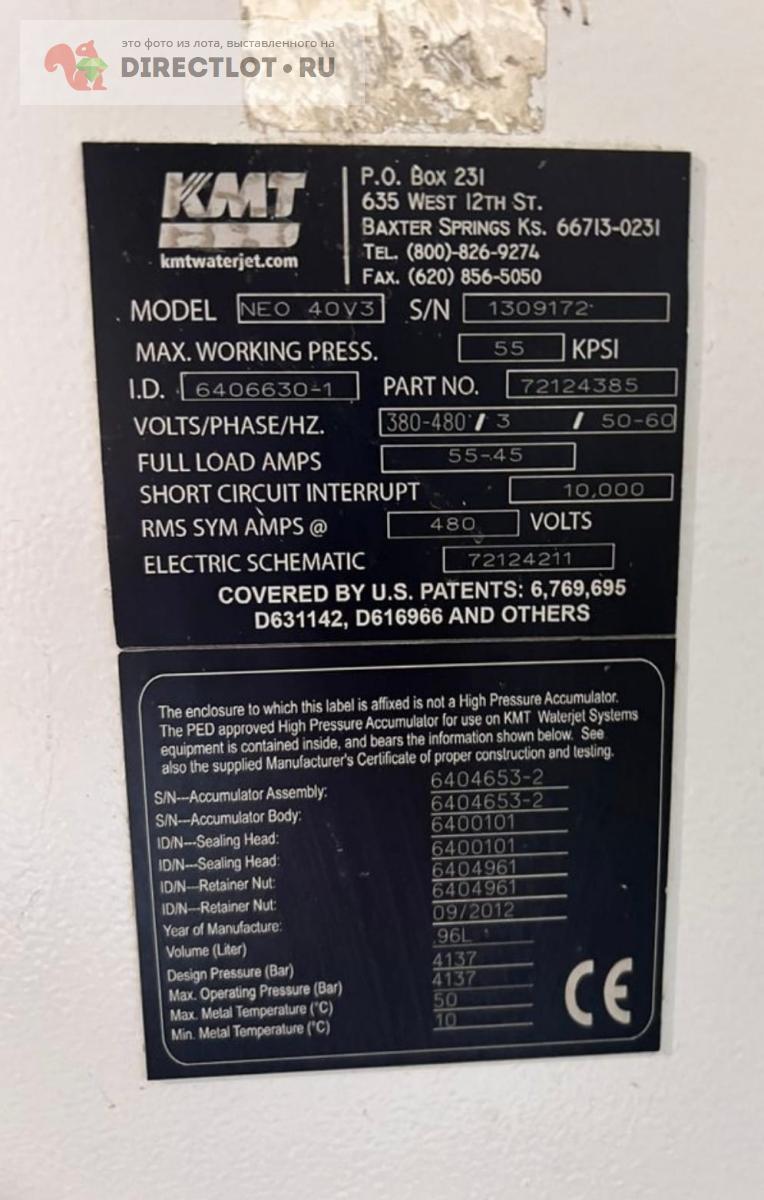 это фото из лота, выставленного на
DIRECTLOT•RU
KMT
kmtwaterjet.com
P.O. BOX 231
635 WEST 12TH ST.
BAXTER SPRINGS KS. 66713-0231
TEL. (800)-826-9274
FAX. (620) 856-5050
MODEL NEO 40V3 S/N 1309172
MAX. WORKING PRESS. 55 KPSI
I.D. 6406630-1 PART NO. 72124385
VOLTS/PHASE/HZ. 380-480 / 3 / 50-60
FULL LOAD AMPS 55-45
SHORT CIRCUIT INTERRUPT 10,000
RMS SYM AMPS @ 480 VOLTS
ELECTRIC SCHEMATIC 72124211
COVERED BY U.S. PATENTS: 6,769,695
D631142, D616966 AND OTHERS
The enclosure to which this label is affixed is not a High Pressure Accumulator.
The PED approved High Pressure Accumulator for use on KMT Waterjet Systems
equipment is contained inside, and bears the information shown below. See
also the supplied Manufacturer's Certificate of proper construction and testing.
S/N---Accumulator Assembly: 6404653-2
S/N---Accumulator Body: 6404653-2
ID/N---Sealing Head: 6400101
ID/N---Sealing Head: 6400101
ID/N---Retainer Nut: 6404961
ID/N---Retainer Nut: 6404961
Year of Manufacture: 09/2012
Volume (Liter) .96L
Design Pressure (Bar) 4137
Max. Operating Pressure (Bar) 4137
Max. Metal Temperature (°C) 50
Min. Metal Temperature (°C) 10
CE